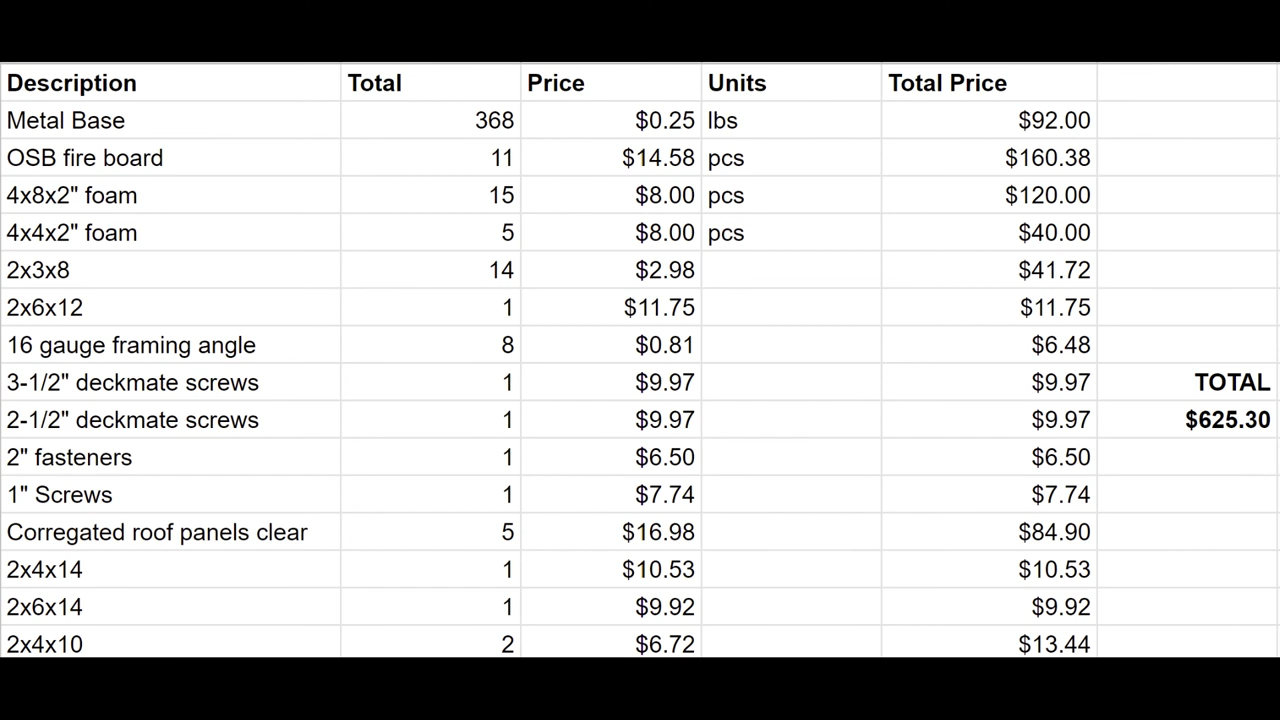 Description Total Price Units Total Price
Metal Base 368 $0.25 lbs $92.00
OSB fire board 11 $14.58 pcs $160.38
4x8x2" foam 15 $8.00 pcs $120.00
4x4x2" foam 5 $8.00 pcs $40.00
2x3x8 14 $2.98 $41.72
2x6x12 1 $11.75 $11.75
16 gauge framing angle 8 $0.81 $6.48
3-1/2" deckmate screws 1 $9.97 $9.97 TOTAL
2-1/2" deckmate screws 1 $9.97 $9.97 $625.30
2" fasteners 1 $6.50 $6.50
1" Screws 1 $7.74 $7.74
Corregated roof panels clear 5 $16.98 $84.90
2x4x14 1 $10.53 $10.53
2x6x14 1 $9.92 $9.92
2x4x10 2 $6.72 $13.44